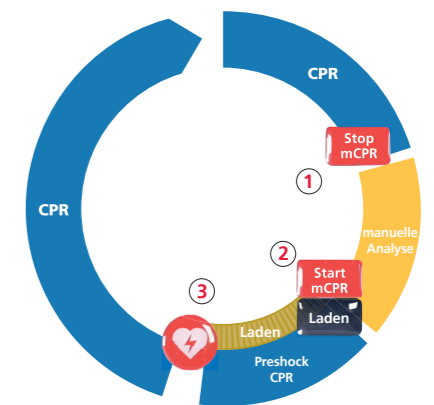 CPR
Stop
mCPR
1
manuelle
Analyse
2
Start
mCPR
Laden
Laden
Preshock
CPR
3
CPR